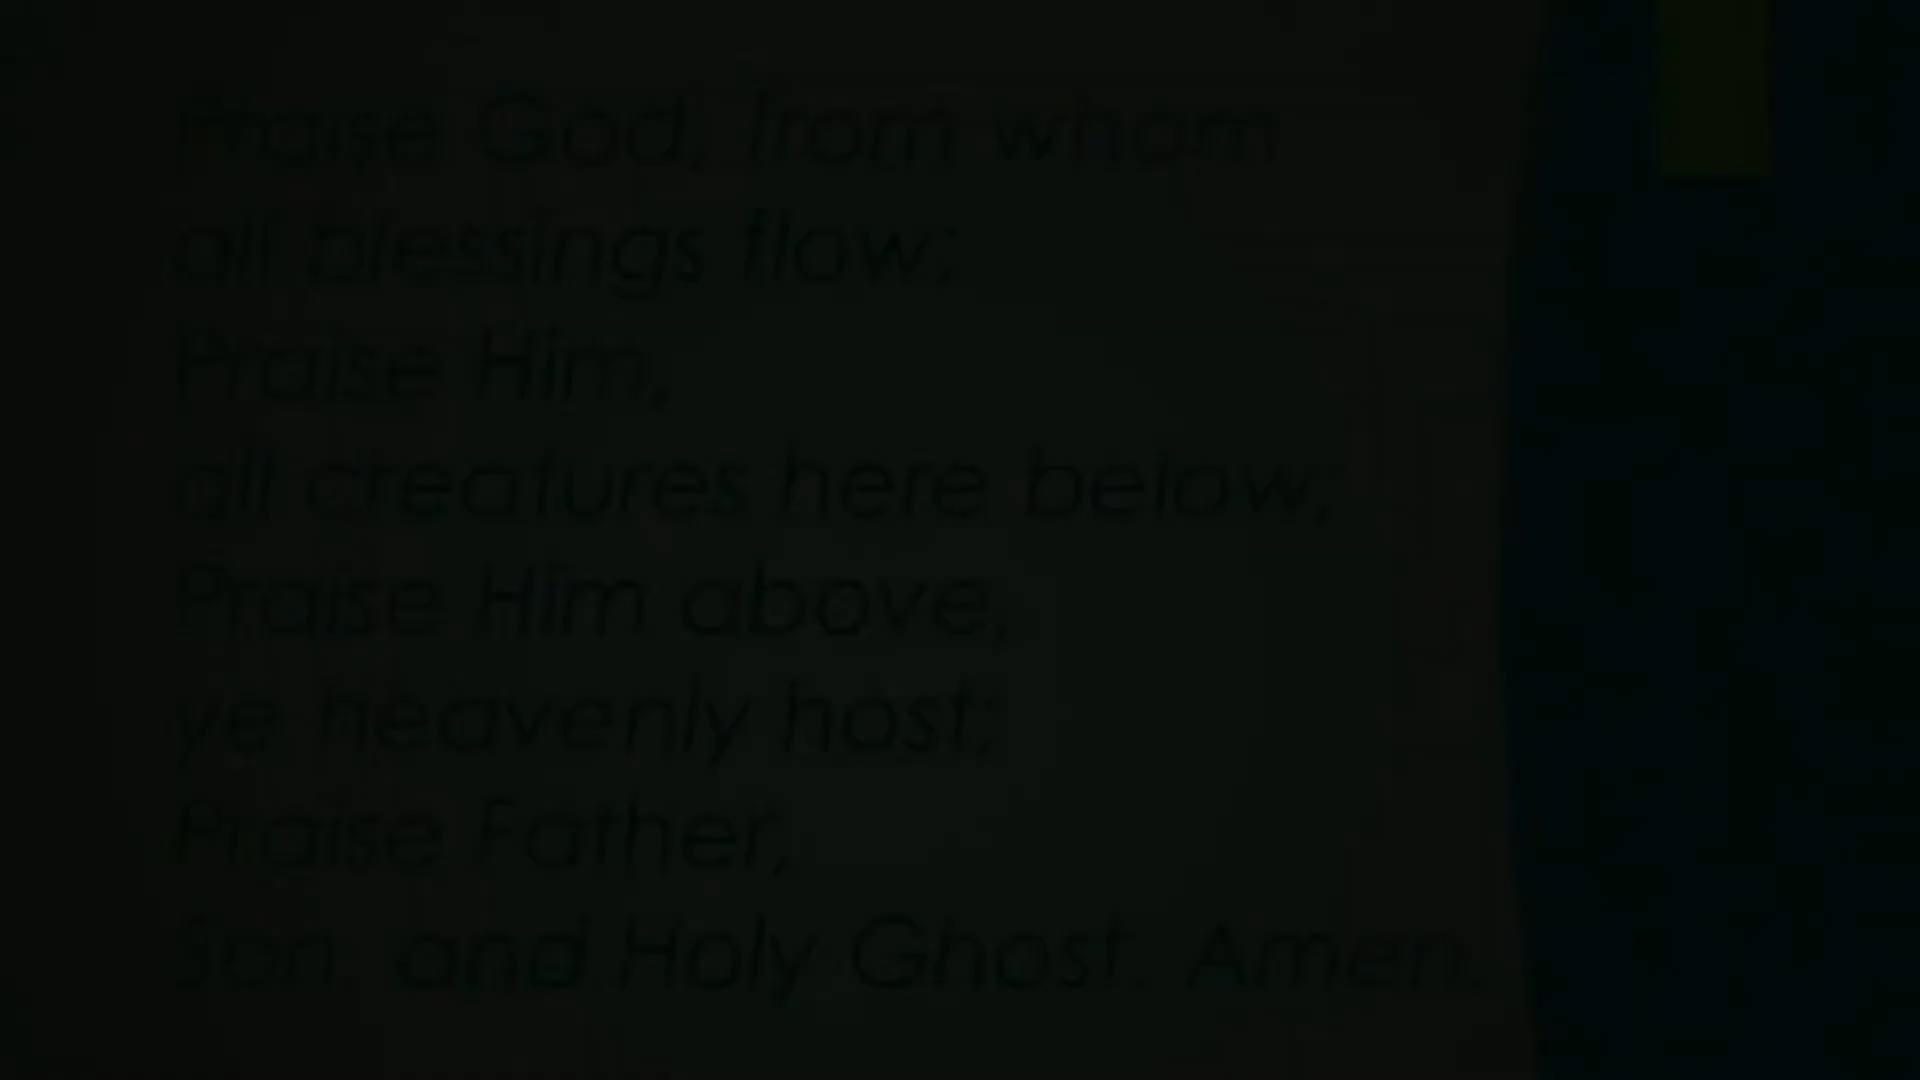 Praise God, from whom
all blessings flow;
Praise Him,
all creatures here below;
Praise Him above,
ye heavenly host;
Praise Father,
Son, and Holy Ghost. Amen.